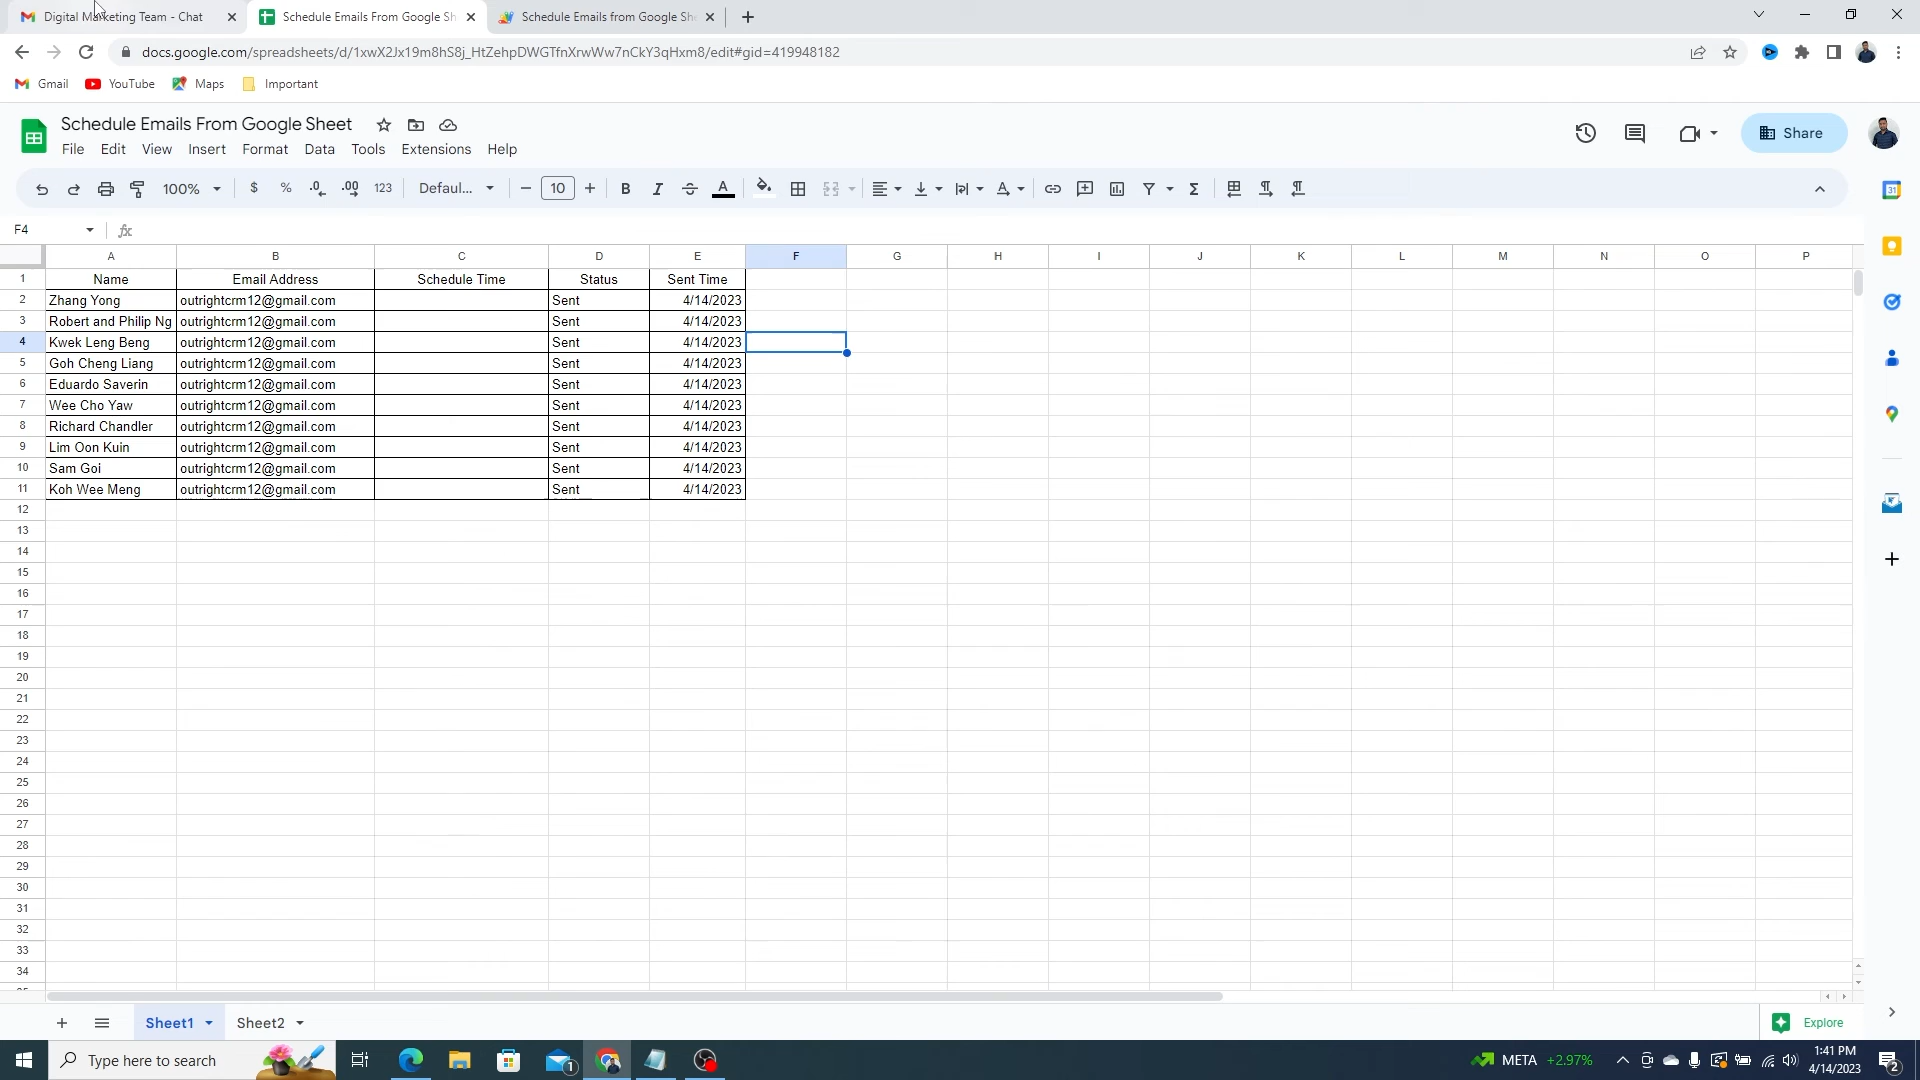 Digital Marketing Team - Chat
Schedule Emails From Google Sh
Schedule Emails from Google She
docs.google.com/spreadsheets/d/1xwX2Jx19m8hS8j_HtZehpDWGTfnXrwWw7nCkY3qHxm8/edit#gid=419948182
Gmail YouTube Maps Important
Schedule Emails From Google Sheet
File Edit View Insert Format Data Tools Extensions Help
Share
100% $ % .0 .00 123 Defaul... 10 B I A
31
F4 fx
A B C D E F G H I J K L M N O P
1 Name Email Address Schedule Time Status Sent Time
2 Zhang Yong outrightcrm12@gmail.com Sent 4/14/2023
3 Robert and Philip Ng outrightcrm12@gmail.com Sent 4/14/2023
4 Kwek Leng Beng outrightcrm12@gmail.com Sent 4/14/2023
5 Goh Cheng Liang outrightcrm12@gmail.com Sent 4/14/2023
6 Eduardo Saverin outrightcrm12@gmail.com Sent 4/14/2023
7 Wee Cho Yaw outrightcrm12@gmail.com Sent 4/14/2023
8 Richard Chandler outrightcrm12@gmail.com Sent 4/14/2023
9 Lim Oon Kuin outrightcrm12@gmail.com Sent 4/14/2023
10 Sam Goi outrightcrm12@gmail.com Sent 4/14/2023
11 Koh Wee Meng outrightcrm12@gmail.com Sent 4/14/2023
12
13
14
15
16
17
18
19
20
21
22
23
24
25
26
27
28
29
30
31
32
33
34
Sheet1 Sheet2
Explore
Type here to search
1
META +2.97%
1:41 PM
4/14/2023
2